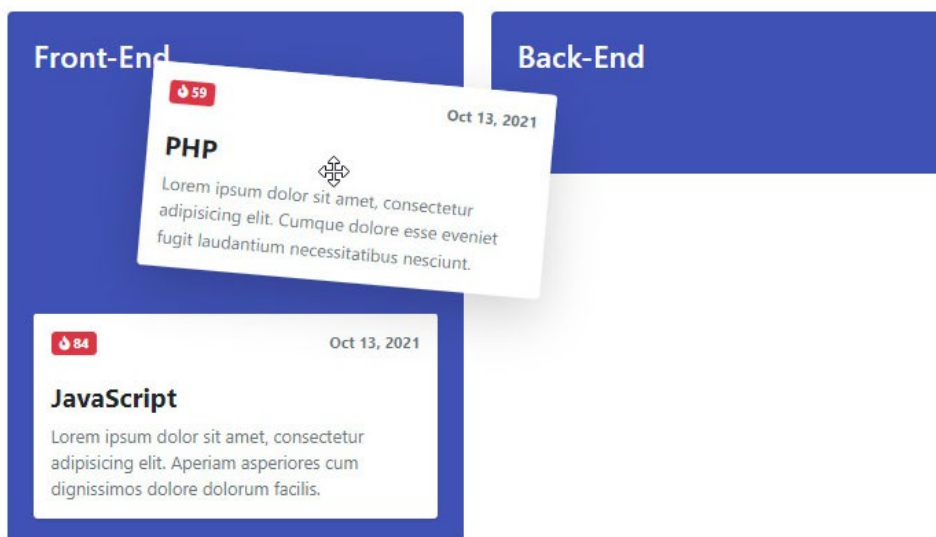 Front-End
Back-End
59
Oct 13, 2021
PHP
Lorem ipsum dolor sit amet, consectetur
adipisicing elit. Cumque dolore esse eveniet
fugit laudantium necessitatibus nesciunt.
84
Oct 13, 2021
JavaScript
Lorem ipsum dolor sit amet, consectetur
adipisicing elit. Aperiam asperiores cum
dignissimos dolore dolorum facilis.